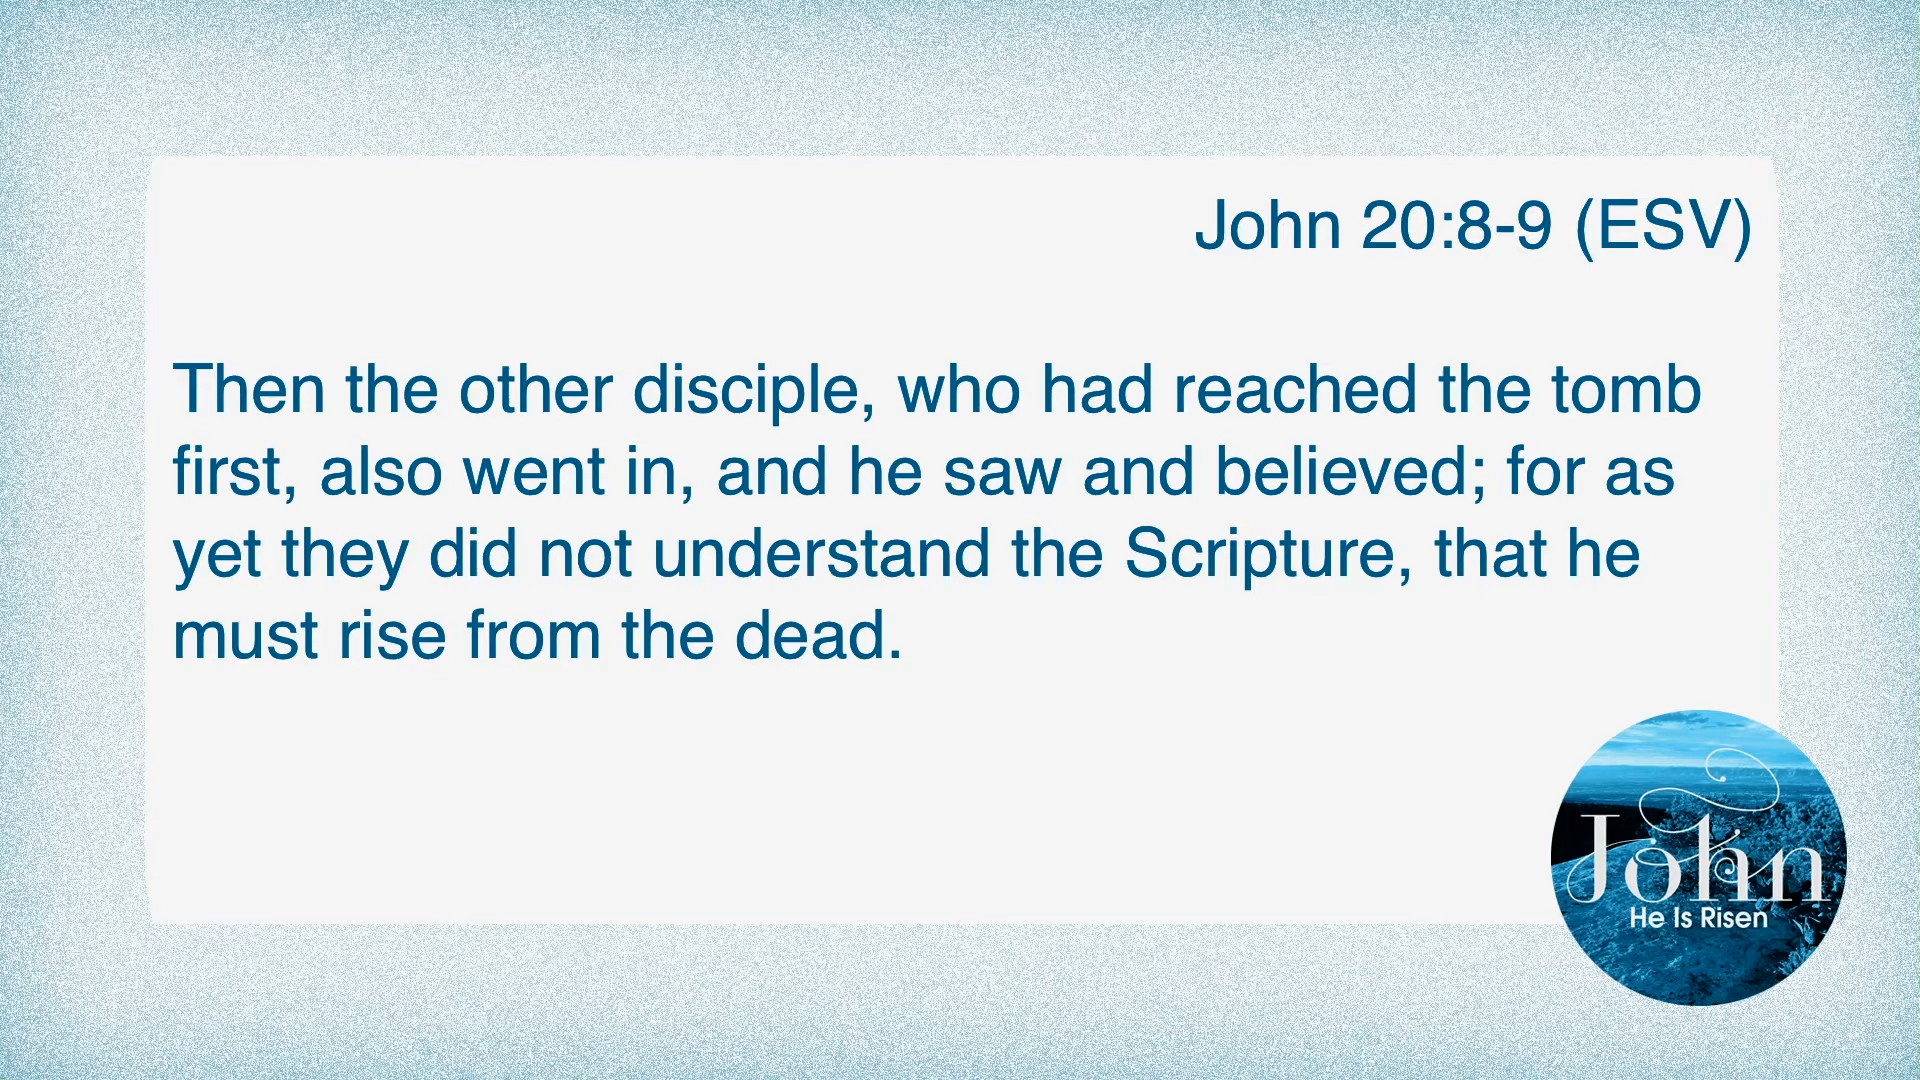 John 20:8-9 (ESV)
Then the other disciple, who had reached the tomb
first, also went in, and he saw and believed; for as
yet they did not understand the Scripture, that he
must rise from the dead.
John
He Is Risen